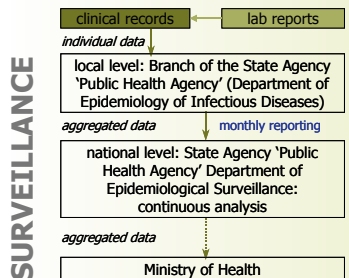 SURVEILLANCE
clinical records
lab reports
individual data
local level: Branch of the State Agency
‘Public Health Agency’ (Department of
Epidemiology of Infectious Diseases)
aggregated data
monthly reporting
national level: State Agency ‘Public
Health Agency’ Department of
Epidemiological Surveillance:
continuous analysis
aggregated data
Ministry of Health